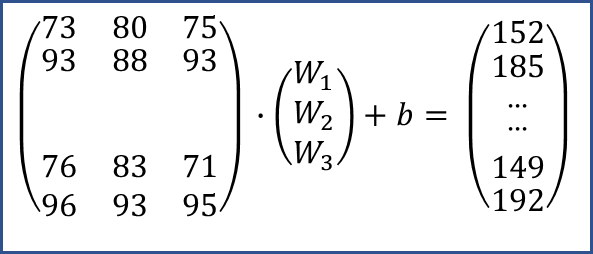 73 80 75
93 88 93
76 83 71
96 93 95
·
W₁
W₂
W₃
+ b =
152
185
...
...
149
192